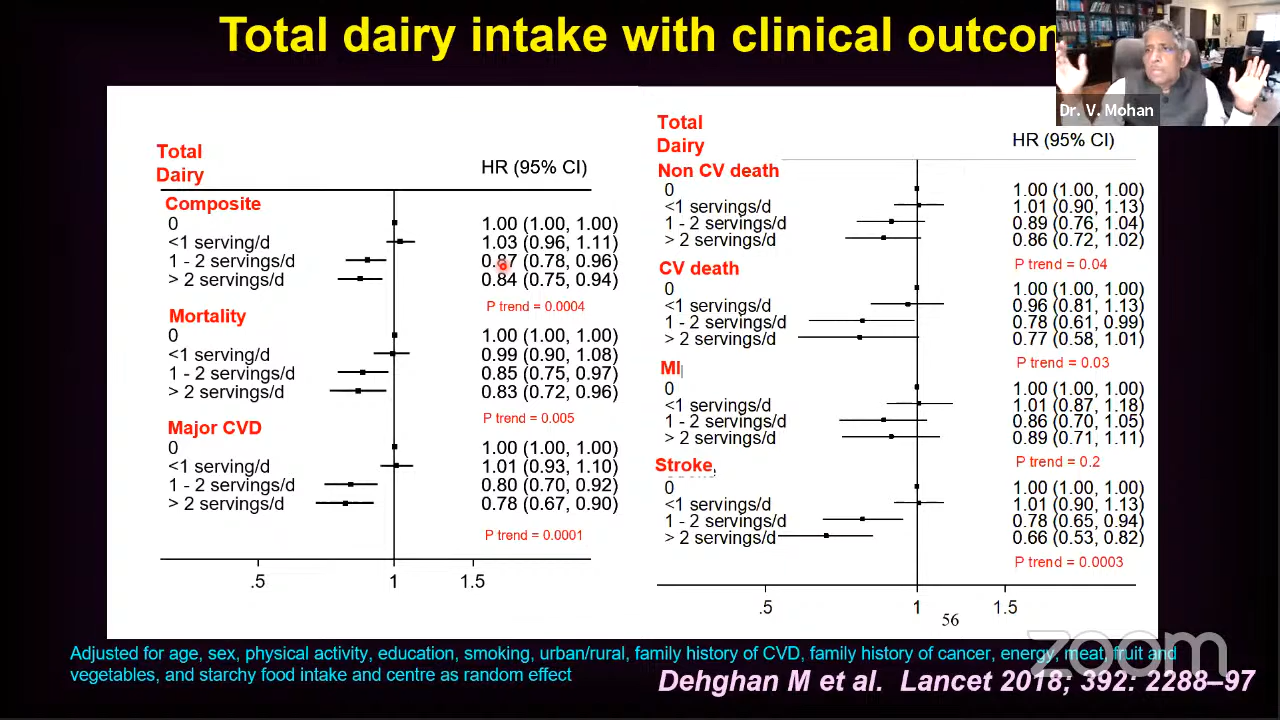 Total dairy intake with clinical outcom
Dr. V. Mohan
Total
Dairy
HR (95% CI)
Composite
0 1.00 (1.00, 1.00)
<1 serving/d 1.03 (0.96, 1.11)
1 - 2 servings/d 0.87 (0.78, 0.96)
> 2 servings/d 0.84 (0.75, 0.94)
P trend = 0.0004
Mortality
0 1.00 (1.00, 1.00)
<1 serving/d 0.99 (0.90, 1.08)
1 - 2 servings/d 0.85 (0.75, 0.97)
> 2 servings/d 0.83 (0.72, 0.96)
P trend = 0.005
Major CVD
0 1.00 (1.00, 1.00)
<1 serving/d 1.01 (0.93, 1.10)
1 - 2 servings/d 0.80 (0.70, 0.92)
> 2 servings/d 0.78 (0.67, 0.90)
P trend = 0.0001
.5 1 1.5
Total
Dairy
HR (95% CI)
Non CV death
0 1.00 (1.00, 1.00)
<1 servings/d 1.01 (0.90, 1.13)
1 - 2 servings/d 0.89 (0.76, 1.04)
> 2 servings/d 0.86 (0.72, 1.02)
P trend = 0.04
CV death
0 1.00 (1.00, 1.00)
<1 servings/d 0.96 (0.81, 1.13)
1 - 2 servings/d 0.78 (0.61, 0.99)
> 2 servings/d 0.77 (0.58, 1.01)
P trend = 0.03
MI
0 1.00 (1.00, 1.00)
<1 servings/d 1.01 (0.87, 1.18)
1 - 2 servings/d 0.86 (0.70, 1.05)
> 2 servings/d 0.89 (0.71, 1.11)
P trend = 0.2
Stroke
0 1.00 (1.00, 1.00)
<1 servings/d 1.01 (0.90, 1.13)
1 - 2 servings/d 0.78 (0.65, 0.94)
> 2 servings/d 0.66 (0.53, 0.82)
P trend = 0.0003
.5 1 1.5
56
zoom
Adjusted for age, sex, physical activity, education, smoking, urban/rural, family history of CVD, family history of cancer, energy, meat, fruit and
vegetables, and starchy food intake and centre as random effect
Dehghan M et al. Lancet 2018; 392: 2288–97